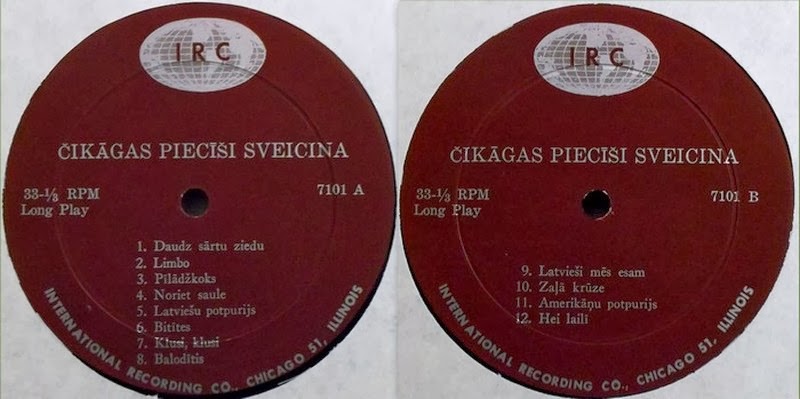 IRC
ČIKĀGAS PIECĪŠI SVEICINA
33-⅓ RPM
Long Play
7101 A
1. Daudz sārtu ziedu
2. Limbo
3. Pīlādžkoks
4. Noriet saule
5. Latviešu potpurijs
6. Bitītes
7. Klusi, klusi
8. Balodītis
INTERNATIONAL RECORDING CO., CHICAGO 51, ILLINOIS
IRC
ČIKĀGAS PIECĪŠI SVEICINA
33-⅓ RPM
Long Play
7101 B
9. Latvieši mēs esam
10. Zaļā krūze
11. Amerikāņu potpurijs
12. Hei lailī
INTERNATIONAL RECORDING CO., CHICAGO 51, ILLINOIS